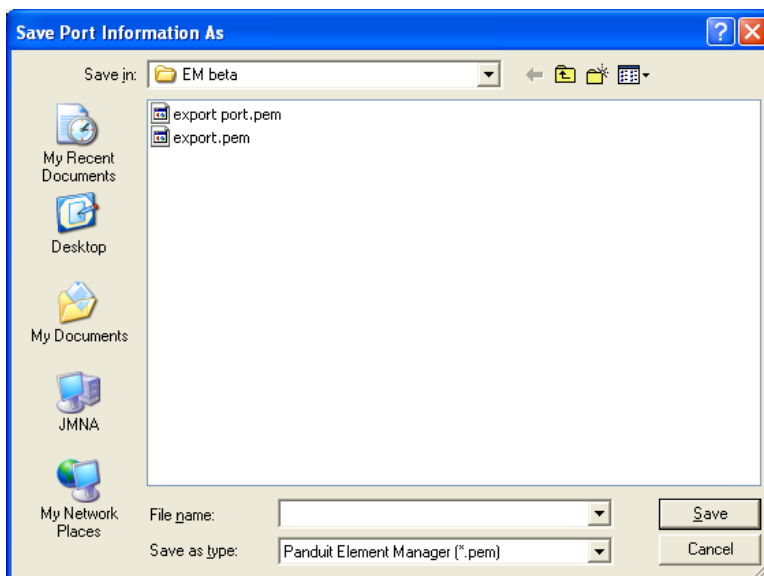 Save Port Information As
Save in: EM beta
export port.pem
export.pem
My Recent
Documents
Desktop
My Documents
JMNA
My Network
Places
File name:
Save
Save as type: Panduit Element Manager (*.pem)
Cancel